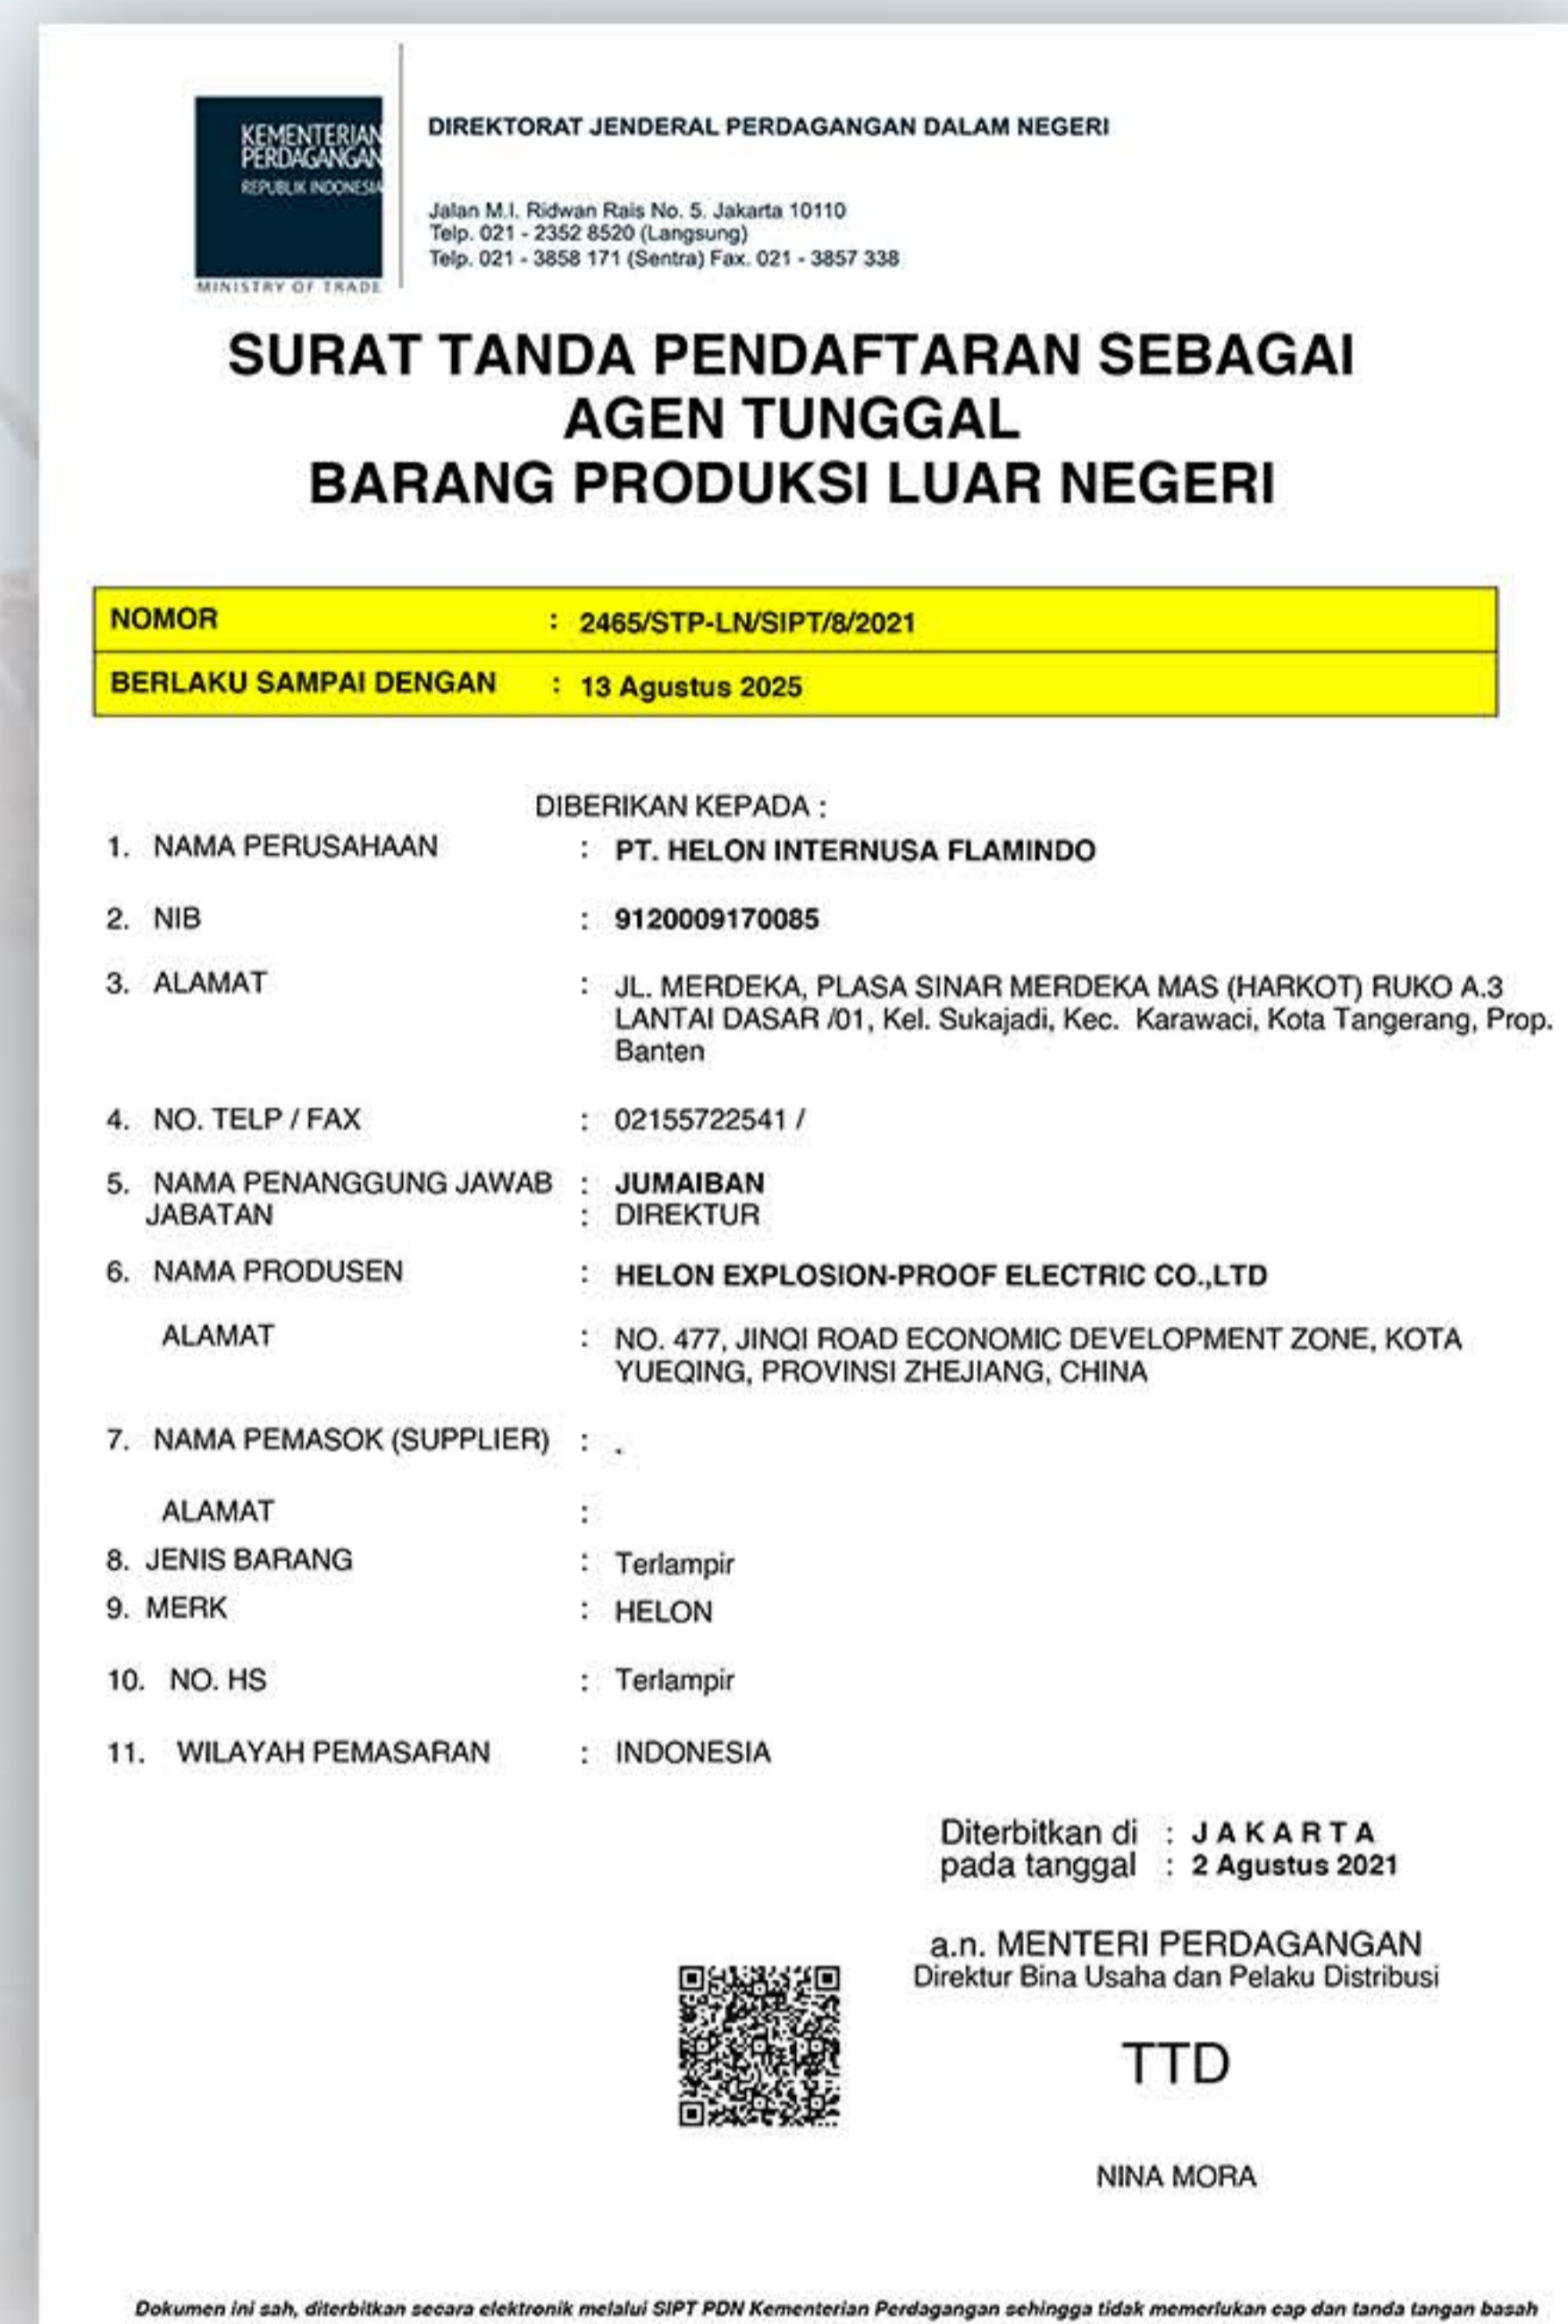 KEMENTERIAN
PERDAGANGAN
REPUBLIK INDONESIA
MINISTRY OF TRADE
DIREKTORAT JENDERAL PERDAGANGAN DALAM NEGERI
Jalan M.I. Ridwan Rais No. 5, Jakarta 10110
Telp. 021 - 2352 8520 (Langsung)
Telp. 021 - 3858 171 (Sentra) Fax. 021 - 3857 338
SURAT TANDA PENDAFTARAN SEBAGAI
AGEN TUNGGAL
BARANG PRODUKSI LUAR NEGERI
NOMOR : 2465/STP-LN/SIPT/8/2021
BERLAKU SAMPAI DENGAN : 13 Agustus 2025
DIBERIKAN KEPADA :
1. NAMA PERUSAHAAN : PT. HELON INTERNUSA FLAMINDO
2. NIB : 9120009170085
3. ALAMAT : JL. MERDEKA, PLASA SINAR MERDEKA MAS (HARKOT) RUKO A.3
LANTAI DASAR /01, Kel. Sukajadi, Kec. Karawaci, Kota Tangerang, Prop.
Banten
4. NO. TELP / FAX : 02155722541 /
5. NAMA PENANGGUNG JAWAB : JUMAIBAN
JABATAN : DIREKTUR
6. NAMA PRODUSEN : HELON EXPLOSION-PROOF ELECTRIC CO.,LTD
ALAMAT : NO. 477, JINQI ROAD ECONOMIC DEVELOPMENT ZONE, KOTA
YUEQING, PROVINSI ZHEJIANG, CHINA
7. NAMA PEMASOK (SUPPLIER) : .
ALAMAT :
8. JENIS BARANG : Terlampir
9. MERK : HELON
10. NO. HS : Terlampir
11. WILAYAH PEMASARAN : INDONESIA
Diterbitkan di : J A K A R T A
pada tanggal : 2 Agustus 2021
a.n. MENTERI PERDAGANGAN
Direktur Bina Usaha dan Pelaku Distribusi
TTD
NINA MORA
Dokumen ini sah, diterbitkan secara elektronik melalui SIPT PDN Kementerian Perdagangan sehingga tidak memerlukan cap dan tanda tangan basah